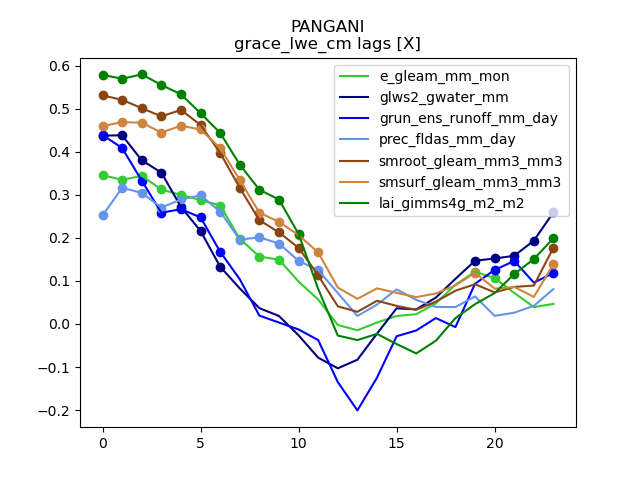 PANGANI
grace_lwe_cm lags [X]
0.6
0.5
0.4
0.3
0.2
0.1
0.0
−0.1
−0.2
0
5
10
15
20
e_gleam_mm_mon
glws2_gwater_mm
grun_ens_runoff_mm_day
prec_fldas_mm_day
smroot_gleam_mm3_mm3
smsurf_gleam_mm3_mm3
lai_gimms4g_m2_m2